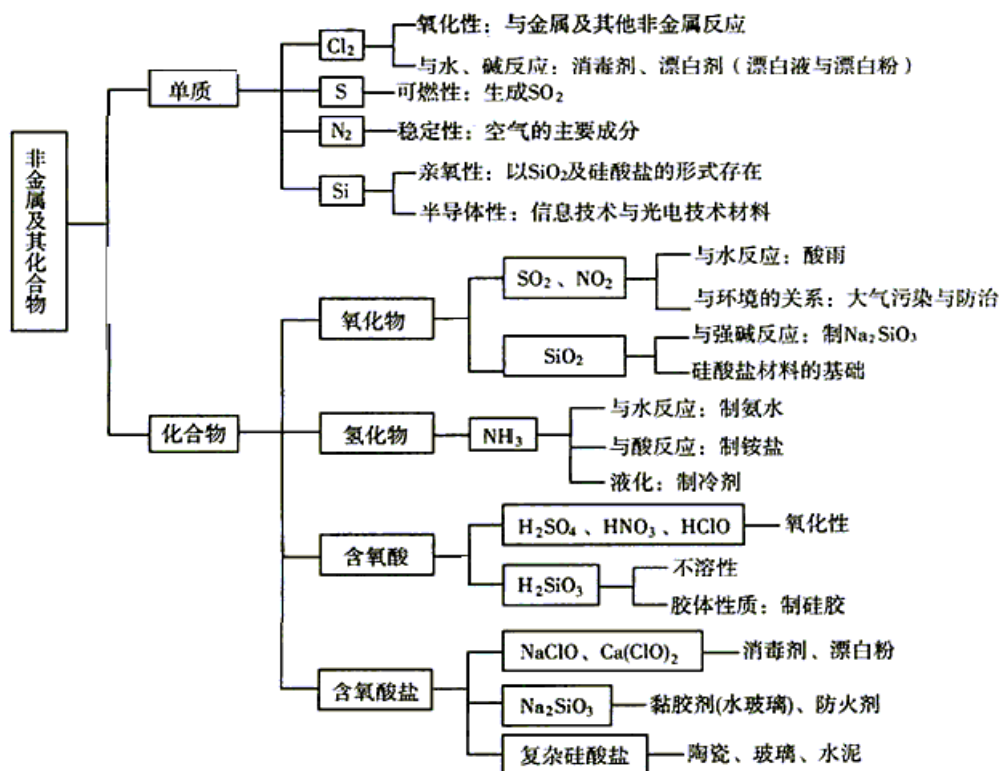 非金属及其化合物
单质
Cl₂
氧化性：与金属及其他非金属反应
与水、碱反应：消毒剂、漂白剂（漂白液与漂白粉）
S
可燃性：生成SO₂
N₂
稳定性：空气的主要成分
Si
亲氧性：以SiO₂及硅酸盐的形式存在
半导体性：信息技术与光电技术材料
化合物
氧化物
SO₂、NO₂
与水反应：酸雨
与环境的关系：大气污染与防治
SiO₂
与强碱反应：制Na₂SiO₃
硅酸盐材料的基础
氢化物
NH₃
与水反应：制氨水
与酸反应：制铵盐
液化：制冷剂
含氧酸
H₂SO₄、HNO₃、HClO
氧化性
H₂SiO₃
不溶性
胶体性质：制硅胶
含氧酸盐
NaClO、Ca(ClO)₂
消毒剂、漂白粉
Na₂SiO₃
黏胶剂(水玻璃)、防火剂
复杂硅酸盐
陶瓷、玻璃、水泥